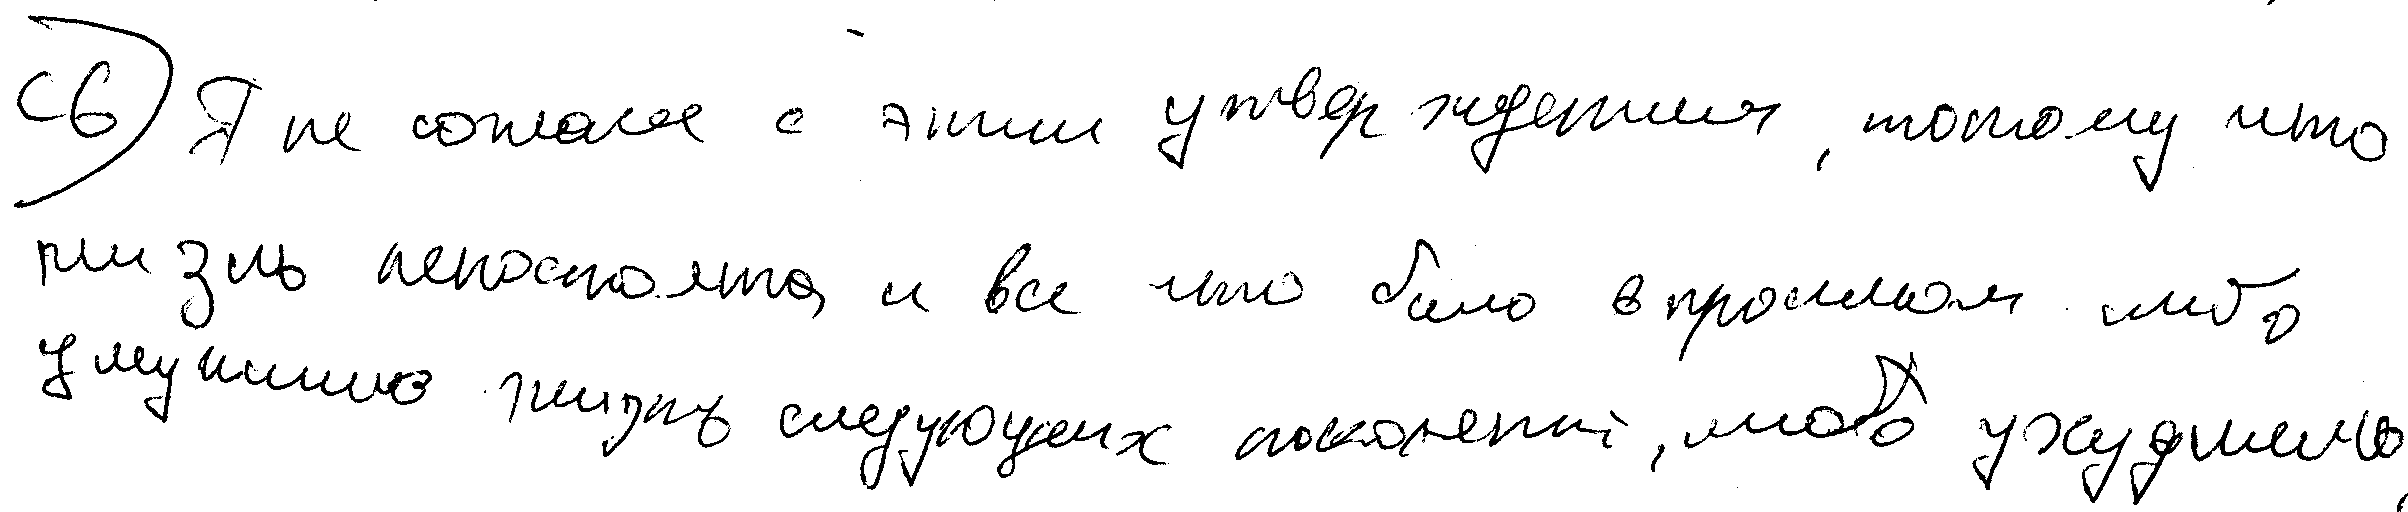 С6) Я не согласен с этим утверждением, потому что
жизнь непостоянна и все что было в прошлом либо
улучшило жизнь следующих поколений, либо ухудшило,